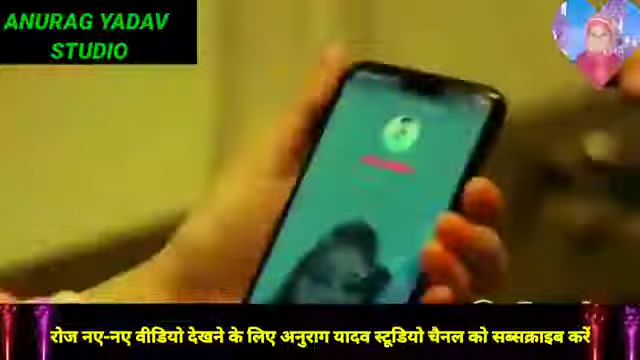 ANURAG YADAV
STUDIO
रोज नए-नए वीडियो देखने के लिए अनुराग यादव स्टूडियो चैनल को सब्सक्राइब करें